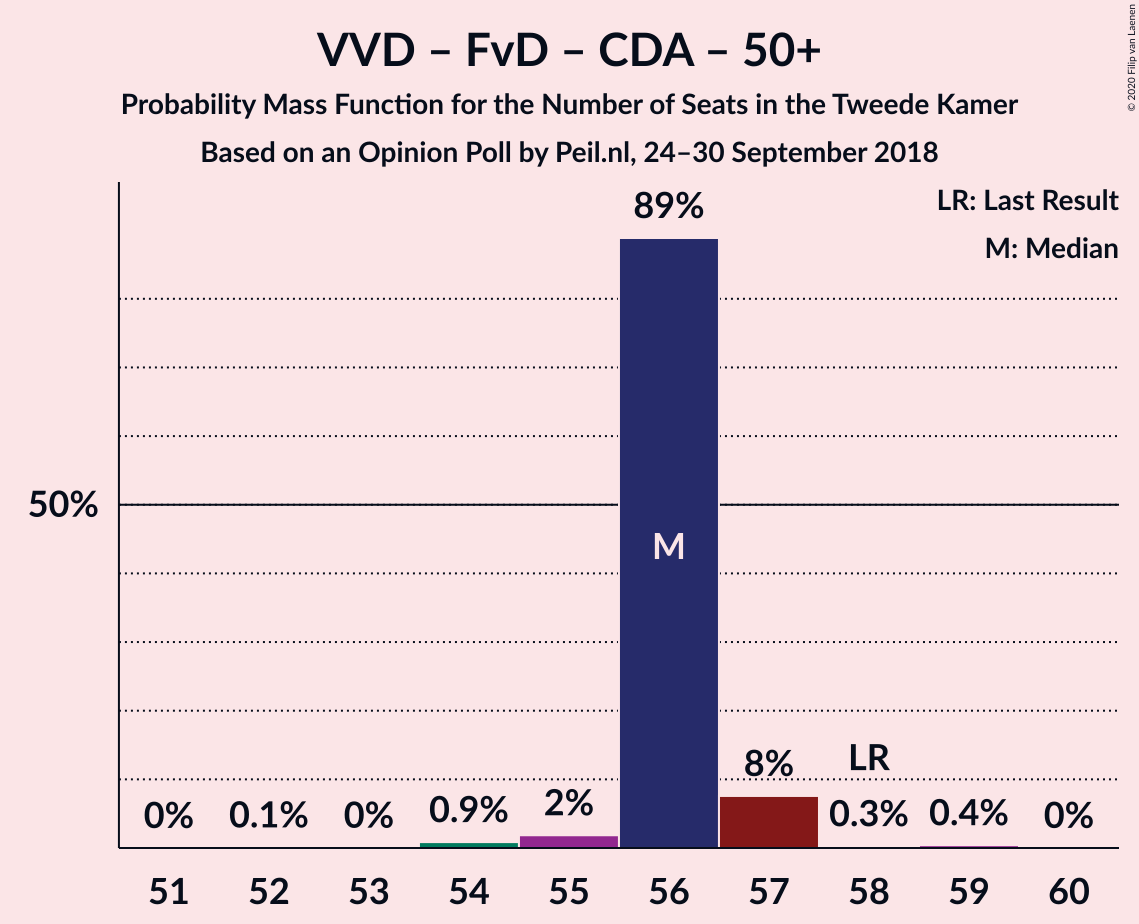 VVD – FvD – CDA – 50+
Probability Mass Function for the Number of Seats in the Tweede Kamer
Based on an Opinion Poll by Peil.nl, 24–30 September 2018
© 2020 Filip van Laenen
LR: Last Result
M: Median
89%
50%
M
8%
LR
0%
0.1%
0%
0.9%
2%
0.3%
0.4%
0%
51 52 53 54 55 56 57 58 59 60